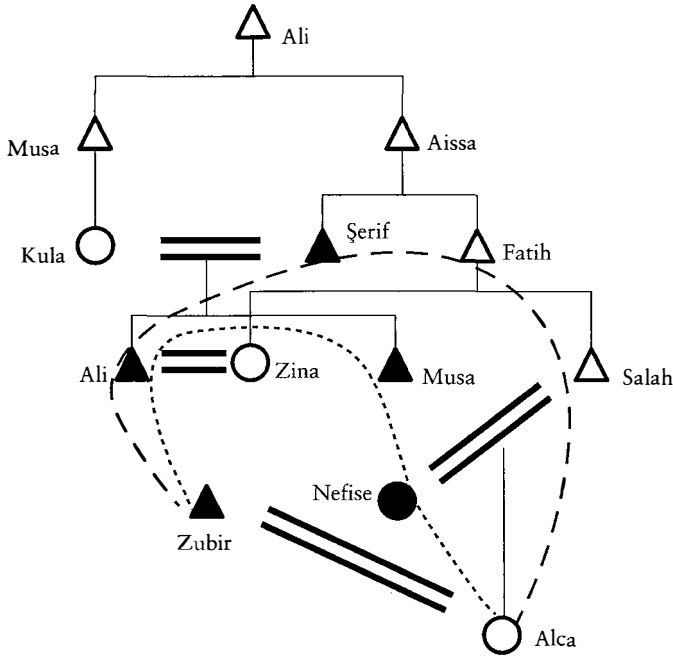 Ali
Musa
Aissa
Kula
Şerif
Fatih
Ali
Zina
Musa
Salah
Nefise
Zubir
Alca